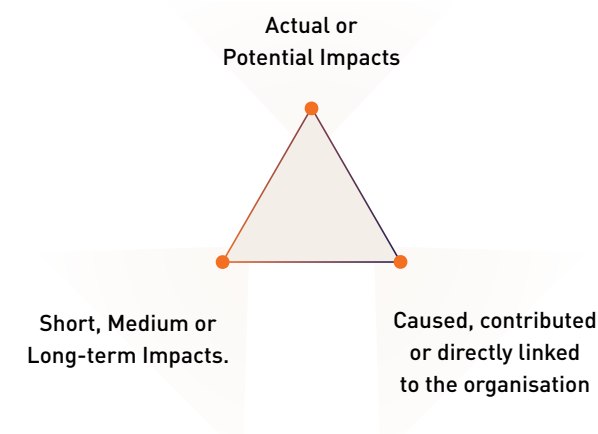 Actual or
Potential Impacts
Short, Medium or
Long-term Impacts.
Caused, contributed
or directly linked
to the organisation